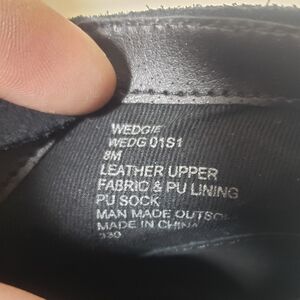 WEDGIE
WEDG 01S1
8M
LEATHER UPPER
FABRIC & PU LINING
PU SOCK
MAN MADE OUTSO
MADE IN CHINA